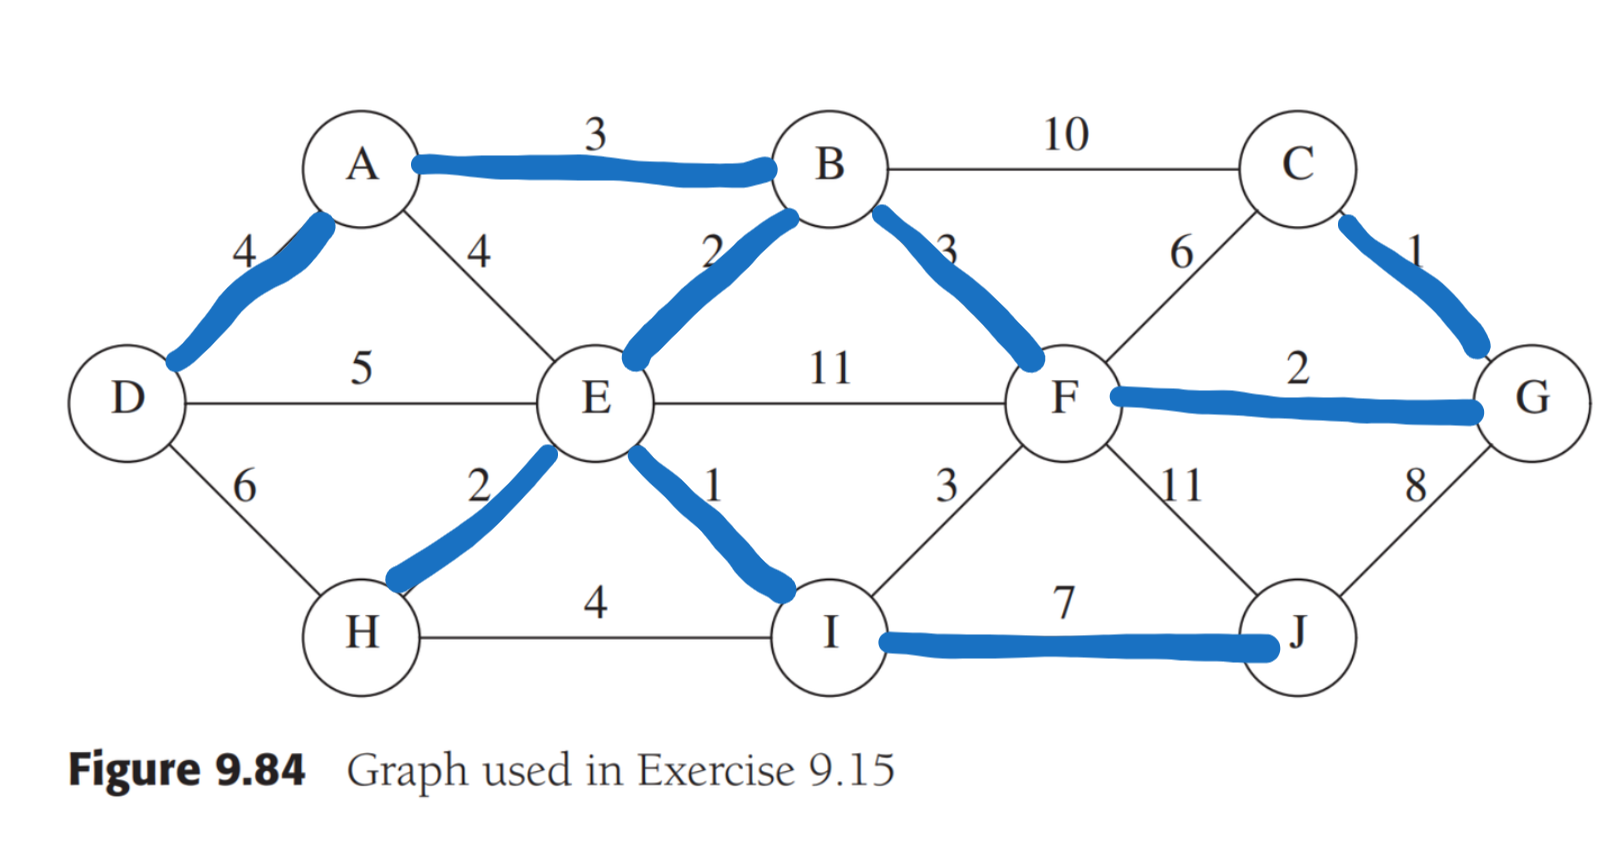 3 10
A B C
4 4 2 3 6 1
5 11 2
D E F G
6 2 1 3 11 8
4 7
H I J
Figure 9.84 Graph used in Exercise 9.15